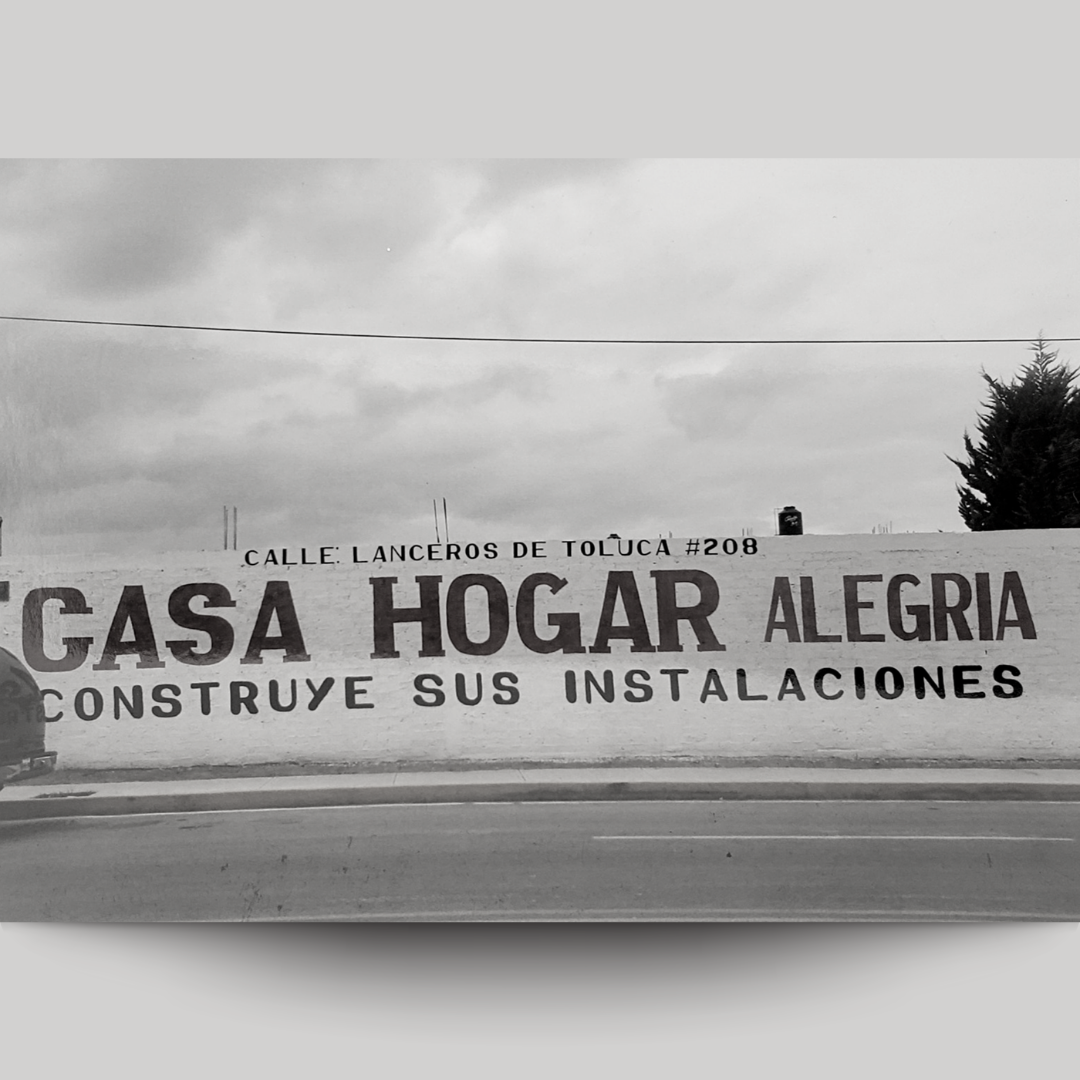 CALLE: LANCEROS DE TOLUCA #208
CASA HOGAR ALEGRIA
CONSTRUYE SUS INSTALACIONES